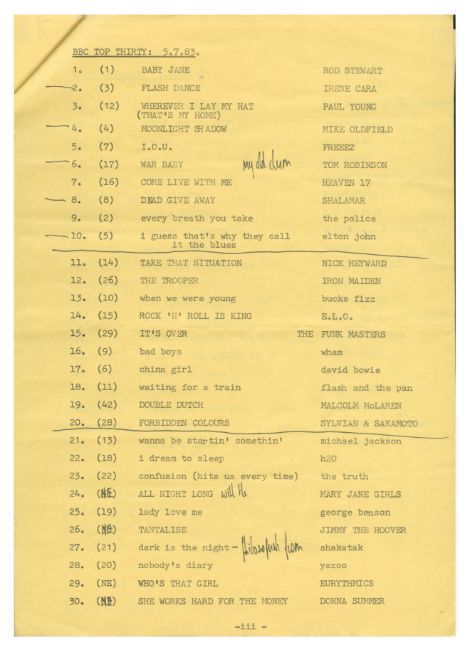 BBC TOP THIRTY: 5.7.83.
1. (1) BABY JANE ROD STEWART
2. (3) FLASH DANCE IRENE CARA
3. (12) WHEREVER I LAY MY HAT PAUL YOUNG
(THAT'S MY HOME)
4. (4) MOONLIGHT SHADOW MIKE OLDFIELD
5. (7) I.O.U. FREEEZ
6. (17) WAR BABY my old chum TOM ROBINSON
7. (16) COME LIVE WITH ME HEAVEN 17
8. (8) DEAD GIVE AWAY SHALAMAR
9. (2) every breath you take the police
10. (5) i guess that's why they call elton john
it the blues
11. (14) TAKE THAT SITUATION NICK HEYWARD
12. (26) THE TROOPER IRON MAIDEN
13. (10) when we were young bucks fizz
14. (15) ROCK 'N' ROLL IS KING E.L.O.
15. (29) IT'S OVER THE FUNK MASTERS
16. (9) bad boys wham
17. (6) china girl david bowie
18. (11) waiting for a train flash and the pan
19. (42) DOUBLE DUTCH MALCOLM McLAREN
20. (28) FORBIDDEN COLOURS SYLVIAN & SAKAMOTO
21. (13) wanna be startin' somethin' michael jackson
22. (18) i dream to sleep h20
23. (22) confusion (hits us every time) the truth
24. (NE) ALL NIGHT LONG with the MARY JANE GIRLS
25. (19) lady love me george benson
26. (NE) TANTALISE JIMMY THE HOOVER
27. (21) dark is the night - from shakatak
28. (20) nobody's diary yazoo
29. (NE) WHO'S THAT GIRL EURYTHMICS
30. (NE) SHE WORKS HARD FOR THE MONEY DONNA SUMMER
-iii -